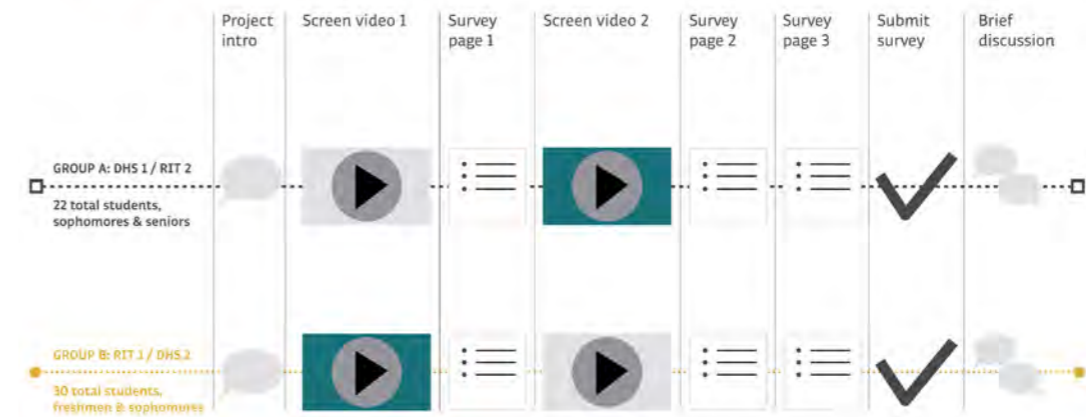 Project intro
Screen video 1
Survey page 1
Screen video 2
Survey page 2
Survey page 3
Submit survey
Brief discussion
GROUP A: DHS 1 / RIT 2
22 total students,
sophomores & seniors
GROUP B: RIT 1 / DHS 2
30 total students,
freshmen & sophomores